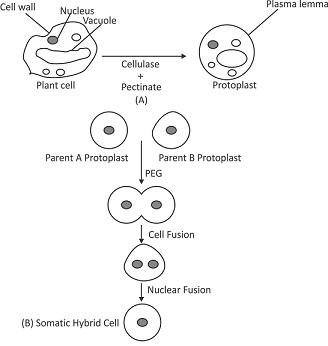 Cell wall
Nucleus
Vacuole
Plant cell
Cellulase
+
Pectinate
(A)
Plasma lemma
Protoplast
Parent A Protoplast
Parent B Protoplast
PEG
Cell Fusion
Nuclear Fusion
(B) Somatic Hybrid Cell